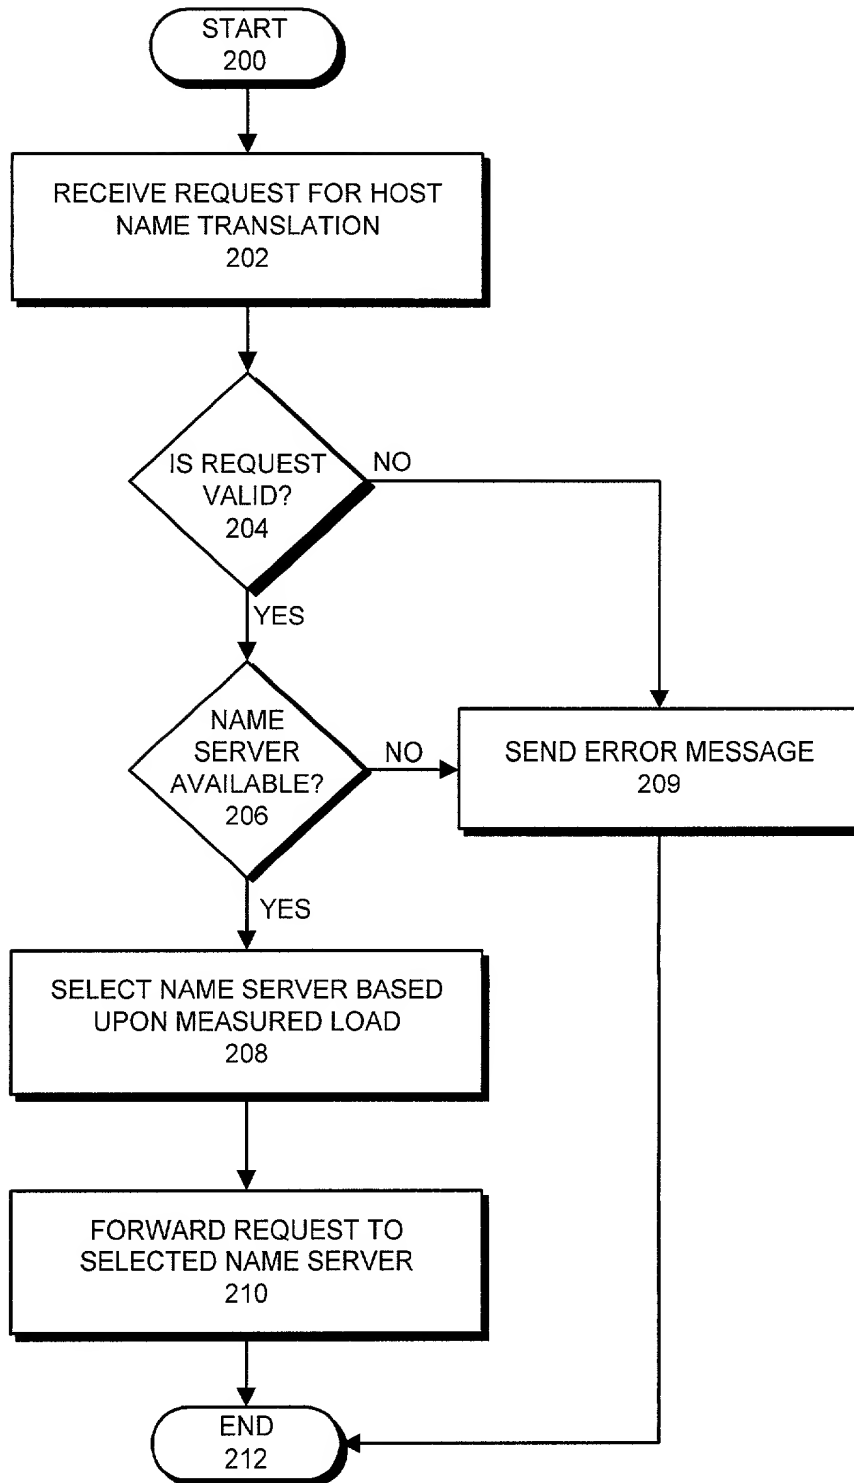 START
200
RECEIVE REQUEST FOR HOST
NAME TRANSLATION
202
IS REQUEST
VALID?
204
NO
YES
NAME
SERVER
AVAILABLE?
206
NO
SEND ERROR MESSAGE
209
YES
SELECT NAME SERVER BASED
UPON MEASURED LOAD
208
FORWARD REQUEST TO
SELECTED NAME SERVER
210
END
212